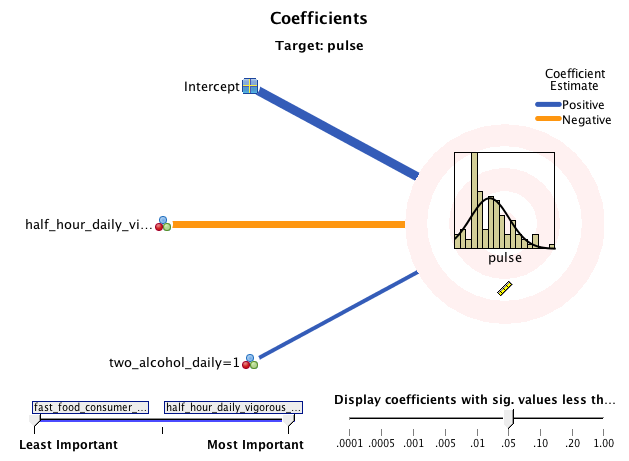 Coefficients
Target: pulse
Coefficient
Estimate
Positive
Negative
Intercept
half_hour_daily_vi...
pulse
two_alcohol_daily=1
fast_food_consumer_...
half_hour_daily_vigorous_...
Least Important
Most Important
Display coefficients with sig. values less th...
.0001 .0005 .001 .005 .01 .05 .10 .20 1.00